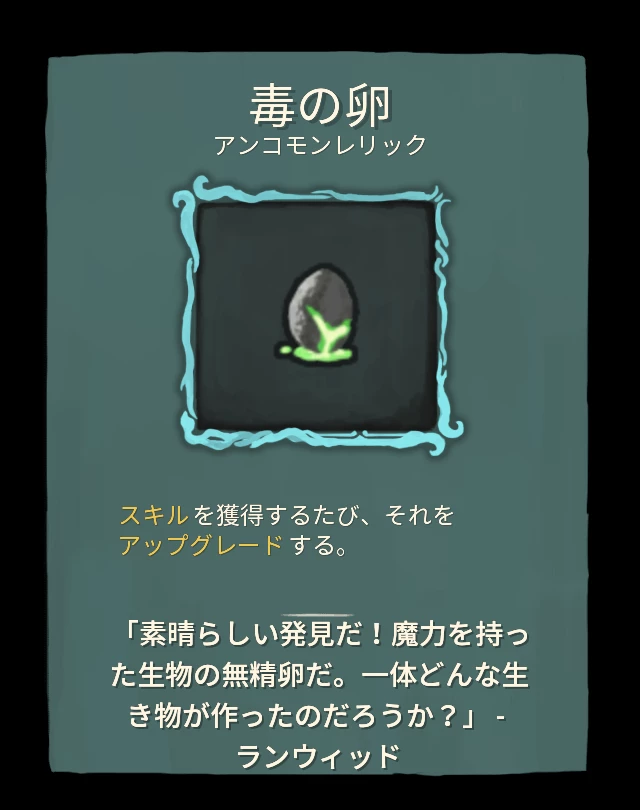 毒の卵
アンコモンレリック
スキルを獲得するたび、それを
アップグレードする。
「素晴らしい発見だ！魔力を持っ
た生物の無精卵だ。一体どんな生
き物が作ったのだろうか？」 -
ランウィッド